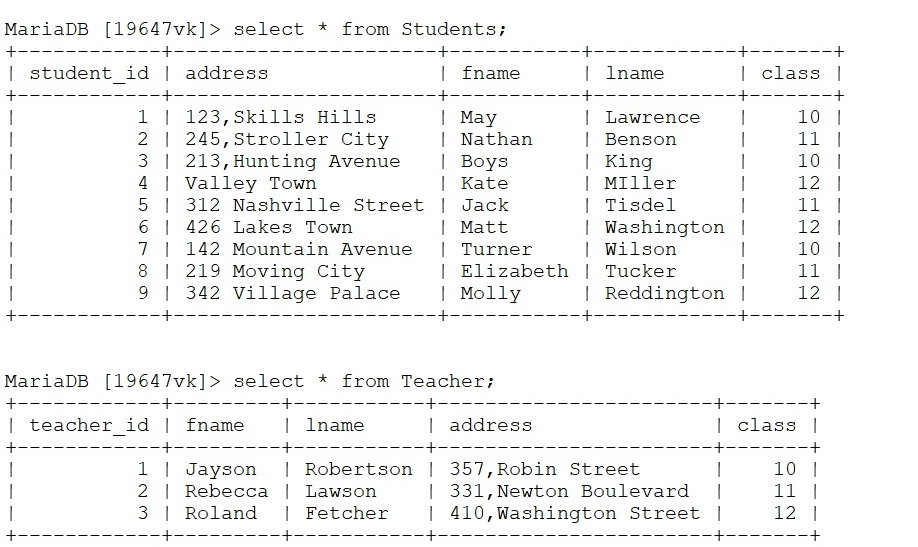 MariaDB [19647vk]> select * from Students;
+------------+----------------------+-----------+------------+-------+
| student_id | address | fname | lname | class |
+------------+----------------------+-----------+------------+-------+
| 1 | 123,Skills Hills | May | Lawrence | 10 |
| 2 | 245,Stroller City | Nathan | Benson | 11 |
| 3 | 213,Hunting Avenue | Boys | King | 10 |
| 4 | Valley Town | Kate | MIller | 12 |
| 5 | 312 Nashville Street | Jack | Tisdel | 11 |
| 6 | 426 Lakes Town | Matt | Washington | 12 |
| 7 | 142 Mountain Avenue | Turner | Wilson | 10 |
| 8 | 219 Moving City | Elizabeth | Tucker | 11 |
| 9 | 342 Village Palace | Molly | Reddington | 12 |
+------------+----------------------+-----------+------------+-------+
MariaDB [19647vk]> select * from Teacher;
+------------+---------+-----------+-----------------------+-------+
| teacher_id | fname | lname | address | class |
+------------+---------+-----------+-----------------------+-------+
| 1 | Jayson | Robertson | 357,Robin Street | 10 |
| 2 | Rebecca | Lawson | 331,Newton Boulevard | 11 |
| 3 | Roland | Fetcher | 410,Washington Street | 12 |
+------------+---------+-----------+-----------------------+-------+